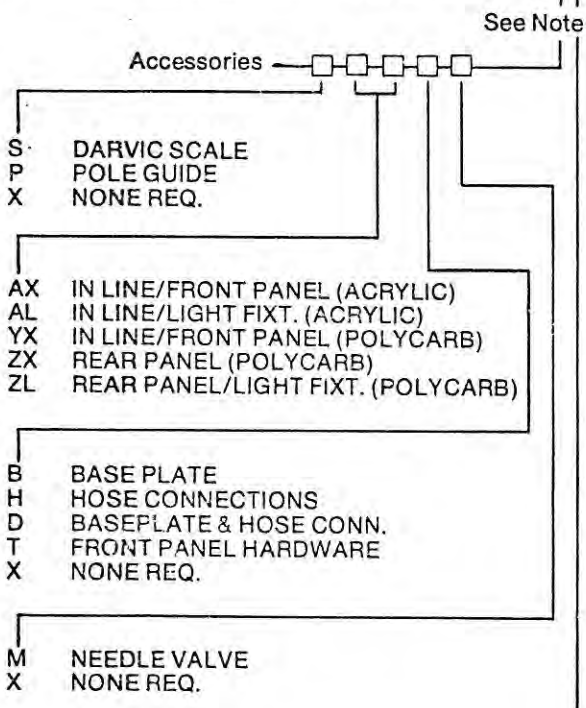 See Note
Accessories
S DARVIC SCALE
P POLE GUIDE
X NONE REQ.
AX IN LINE/FRONT PANEL (ACRYLIC)
AL IN LINE/LIGHT FIXT. (ACRYLIC)
YX IN LINE/FRONT PANEL (POLYCARB)
ZX REAR PANEL (POLYCARB)
ZL REAR PANEL/LIGHT FIXT. (POLYCARB)
B BASE PLATE
H HOSE CONNECTIONS
D BASEPLATE & HOSE CONN.
T FRONT PANEL HARDWARE
X NONE REQ.
M NEEDLE VALVE
X NONE REQ.